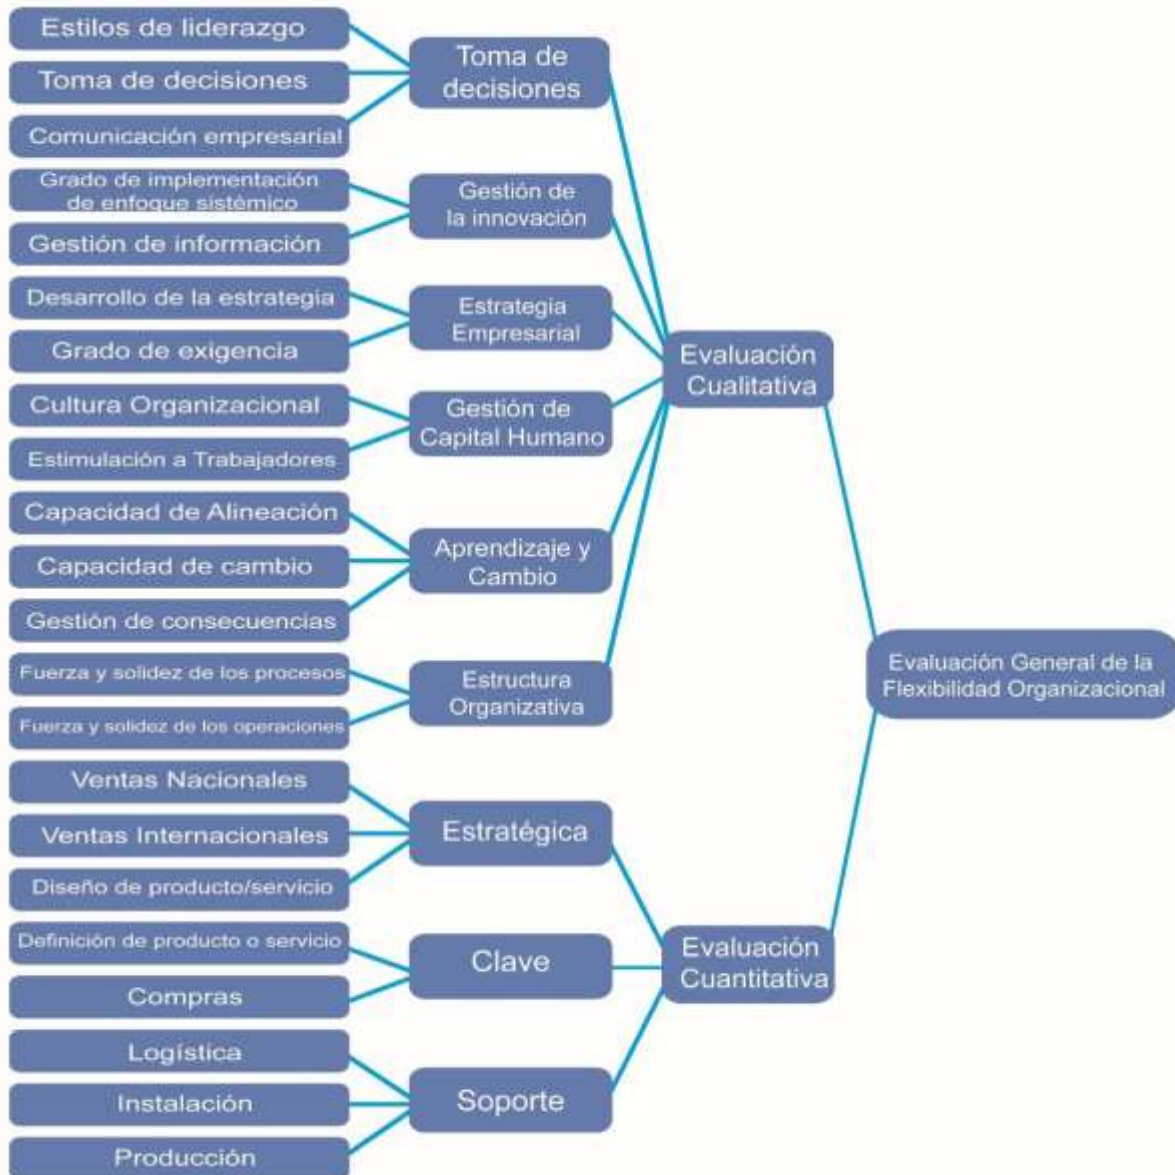 Estilos de liderazgo
Toma de decisiones
Comunicación empresarial
Grado de implementación
de enfoque sistémico
Gestión de información
Desarrollo de la estrategia
Grado de exigencia
Cultura Organizacional
Estimulación a Trabajadores
Capacidad de Alineación
Capacidad de cambio
Gestión de consecuencias
Fuerza y solidez de los procesos
Fuerza y solidez de los operaciones
Ventas Nacionales
Ventas Internacionales
Diseño de producto/servicio
Definición de producto o servicio
Compras
Logística
Instalación
Producción
Toma de
decisiones
Gestión de
la innovación
Estrategia
Empresarial
Gestión de
Capital Humano
Aprendizaje y
Cambio
Estructura
Organizativa
Estratégica
Clave
Soporte
Evaluación
Cualitativa
Evaluación
Cuantitativa
Evaluación General de la
Flexibilidad Organizacional